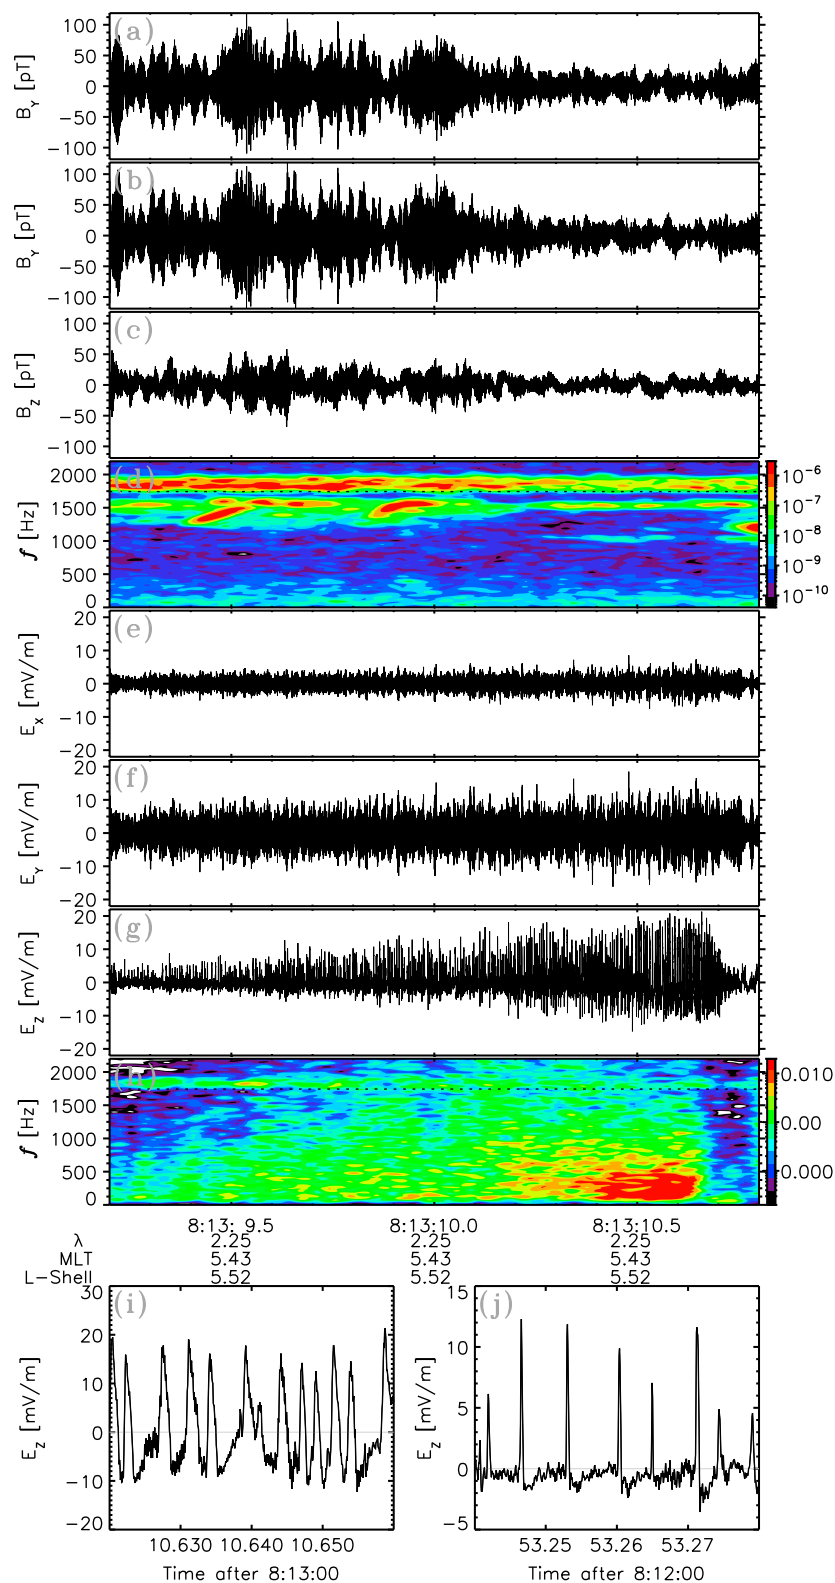 (a)
100
50
0
−50
−100
B_Y [pT]
(b)
100
50
0
−50
−100
B_Y [pT]
(c)
100
50
0
−50
−100
B_Z [pT]
(d)
2000
1500
1000
500
0
f [Hz]
10^−6
10^−7
10^−8
10^−9
10^−10
(e)
20
10
0
−10
−20
E_X [mV/m]
(f)
20
10
0
−10
−20
E_Y [mV/m]
(g)
20
10
0
−10
−20
E_Z [mV/m]
(h)
2000
1500
1000
500
0
f [Hz]
0.010
0.00
0.000
8:13:09.5 8:13:10.0 8:13:10.5
λ 2.25 2.25 2.25
MLT 5.43 5.43 5.43
L−Shell 5.52 5.52 5.52
(i)
30
20
10
0
−10
−20
E_Z [mV/m]
10.630 10.640 10.650
Time after 8:13:00
(j)
15
10
5
0
−5
E_Z [mV/m]
53.25 53.26 53.27
Time after 8:12:00